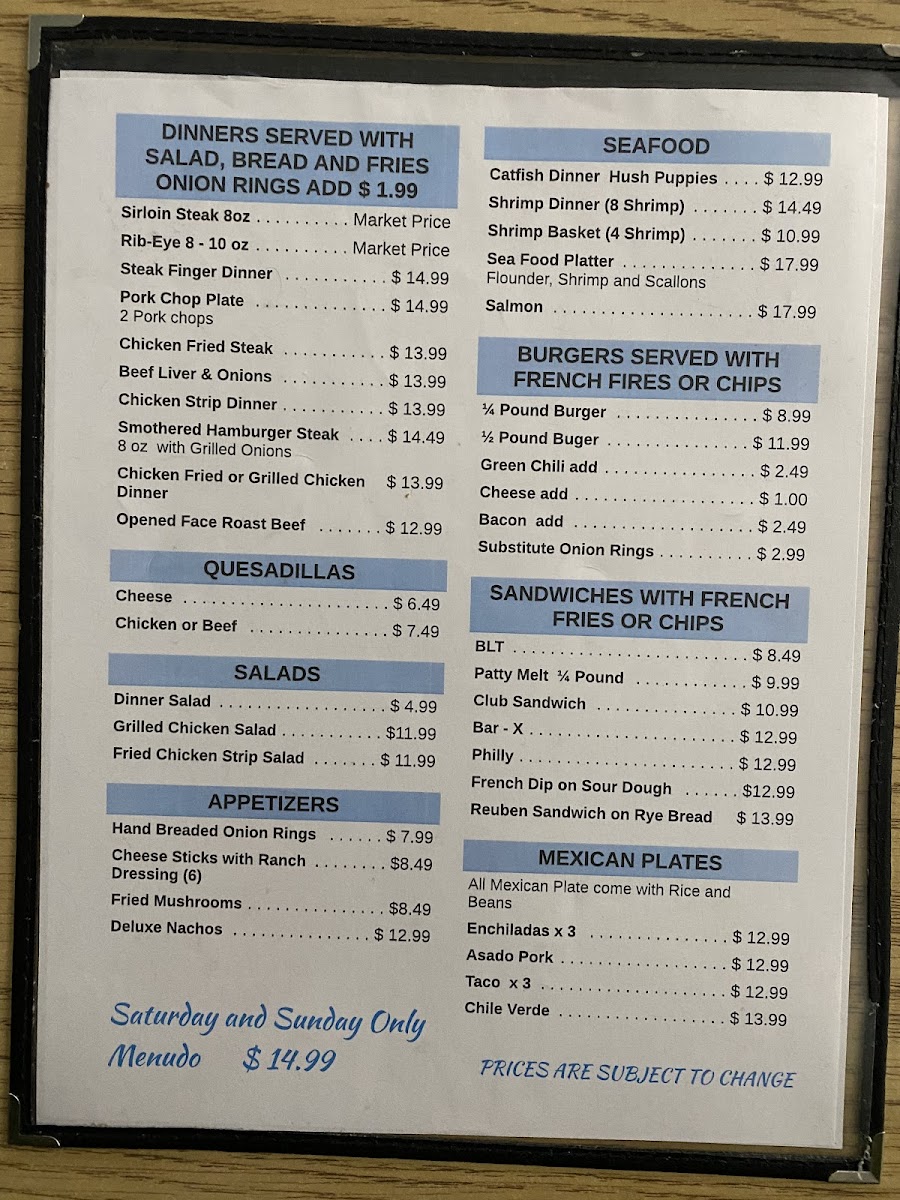 DINNERS SERVED WITH
SALAD, BREAD AND FRIES
ONION RINGS ADD $ 1.99
Sirloin Steak 8oz . . . . . . . . . . Market Price
Rib-Eye 8 - 10 oz . . . . . . . . . . Market Price
Steak Finger Dinner . . . . . . . . . . . $ 14.99
Pork Chop Plate . . . . . . . . . . . . . . $ 14.99
2 Pork chops
Chicken Fried Steak . . . . . . . . . . . $ 13.99
Beef Liver & Onions . . . . . . . . . . . $ 13.99
Chicken Strip Dinner . . . . . . . . . . . $ 13.99
Smothered Hamburger Steak . . . . $ 14.49
8 oz with Grilled Onions
Chicken Fried or Grilled Chicken $ 13.99
Dinner
Opened Face Roast Beef . . . . . . . $ 12.99
QUESADILLAS
Cheese . . . . . . . . . . . . . . . . . . . . . . $ 6.49
Chicken or Beef . . . . . . . . . . . . . . . $ 7.49
SALADS
Dinner Salad . . . . . . . . . . . . . . . . . . $ 4.99
Grilled Chicken Salad . . . . . . . . . . . $11.99
Fried Chicken Strip Salad . . . . . . . $ 11.99
APPETIZERS
Hand Breaded Onion Rings . . . . . . $ 7.99
Cheese Sticks with Ranch . . . . . . . . $8.49
Dressing (6)
Fried Mushrooms . . . . . . . . . . . . . . . $8.49
Deluxe Nachos . . . . . . . . . . . . . . . $ 12.99
Saturday and Sunday Only
Menudo $ 14.99
SEAFOOD
Catfish Dinner Hush Puppies . . . . $ 12.99
Shrimp Dinner (8 Shrimp) . . . . . . . $ 14.49
Shrimp Basket (4 Shrimp) . . . . . . . $ 10.99
Sea Food Platter . . . . . . . . . . . . . . $ 17.99
Flounder, Shrimp and Scallons
Salmon . . . . . . . . . . . . . . . . . . . . . $ 17.99
BURGERS SERVED WITH
FRENCH FIRES OR CHIPS
¼ Pound Burger . . . . . . . . . . . . . . . $ 8.99
½ Pound Buger . . . . . . . . . . . . . . . $ 11.99
Green Chili add . . . . . . . . . . . . . . . . $ 2.49
Cheese add . . . . . . . . . . . . . . . . . . . $ 1.00
Bacon add . . . . . . . . . . . . . . . . . . . $ 2.49
Substitute Onion Rings . . . . . . . . . . $ 2.99
SANDWICHES WITH FRENCH
FRIES OR CHIPS
BLT . . . . . . . . . . . . . . . . . . . . . . . . . $ 8.49
Patty Melt ¼ Pound . . . . . . . . . . . . $ 9.99
Club Sandwich . . . . . . . . . . . . . . . $ 10.99
Bar - X . . . . . . . . . . . . . . . . . . . . . . $ 12.99
Philly . . . . . . . . . . . . . . . . . . . . . . . $ 12.99
French Dip on Sour Dough . . . . . . $12.99
Reuben Sandwich on Rye Bread $ 13.99
MEXICAN PLATES
All Mexican Plate come with Rice and
Beans
Enchiladas x 3 . . . . . . . . . . . . . . . $ 12.99
Asado Pork . . . . . . . . . . . . . . . . . . $ 12.99
Taco x 3 . . . . . . . . . . . . . . . . . . . . $ 12.99
Chile Verde . . . . . . . . . . . . . . . . . . $ 13.99
PRICES ARE SUBJECT TO CHANGE